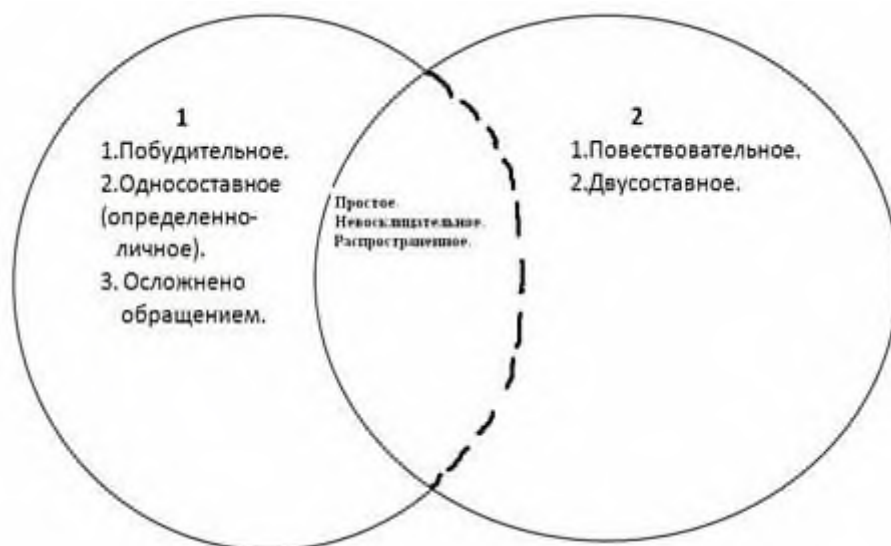 1
1.Побудительное.
2.Односоставное
(определенно-
личное).
3. Осложнено
обращением.
Простое.
Невосклицательное.
Распространенное.
2
1.Повествовательное.
2.Двусоставное.